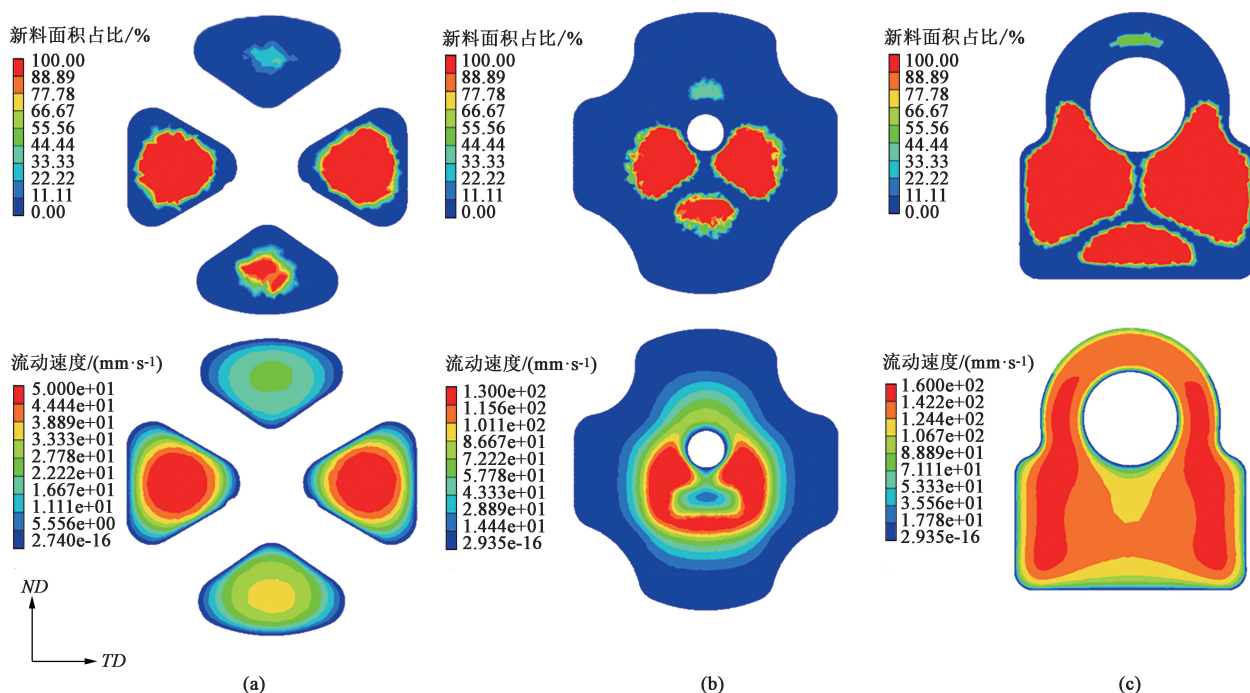 新料面积占比/%
100.00
88.89
77.78
66.67
55.56
44.44
33.33
22.22
11.11
0.00
新料面积占比/%
100.00
88.89
77.78
66.67
55.56
44.44
33.33
22.22
11.11
0.00
新料面积占比/%
100.00
88.89
77.78
66.67
55.56
44.44
33.33
22.22
11.11
0.00
流动速度/(mm·s⁻¹)
5.000e+01
4.444e+01
3.889e+01
3.333e+01
2.778e+01
2.222e+01
1.667e+01
1.111e+01
5.556e+00
2.740e-16
流动速度/(mm·s⁻¹)
1.300e+02
1.156e+02
1.011e+02
8.667e+01
7.222e+01
5.778e+01
4.333e+01
2.889e+01
1.444e+01
2.935e-16
流动速度/(mm·s⁻¹)
1.600e+02
1.422e+02
1.244e+02
1.067e+02
8.889e+01
7.111e+01
5.333e+01
3.556e+01
1.778e+01
2.935e-16
ND
TD
(a)
(b)
(c)